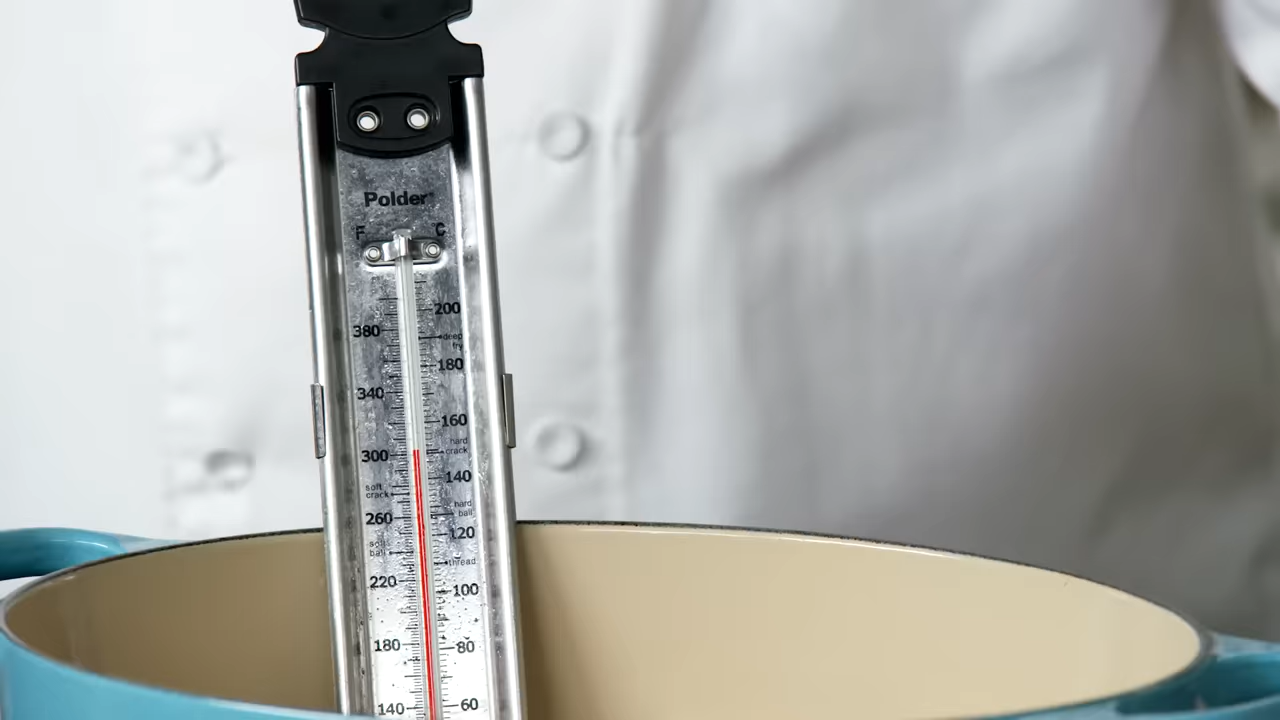 Polder
F C
200
380
deep
fry
180
340
160
hard
crack
300
140
soft
crack
hard
ball
260
120
soft
ball
thread
220
100
180
80
140
60